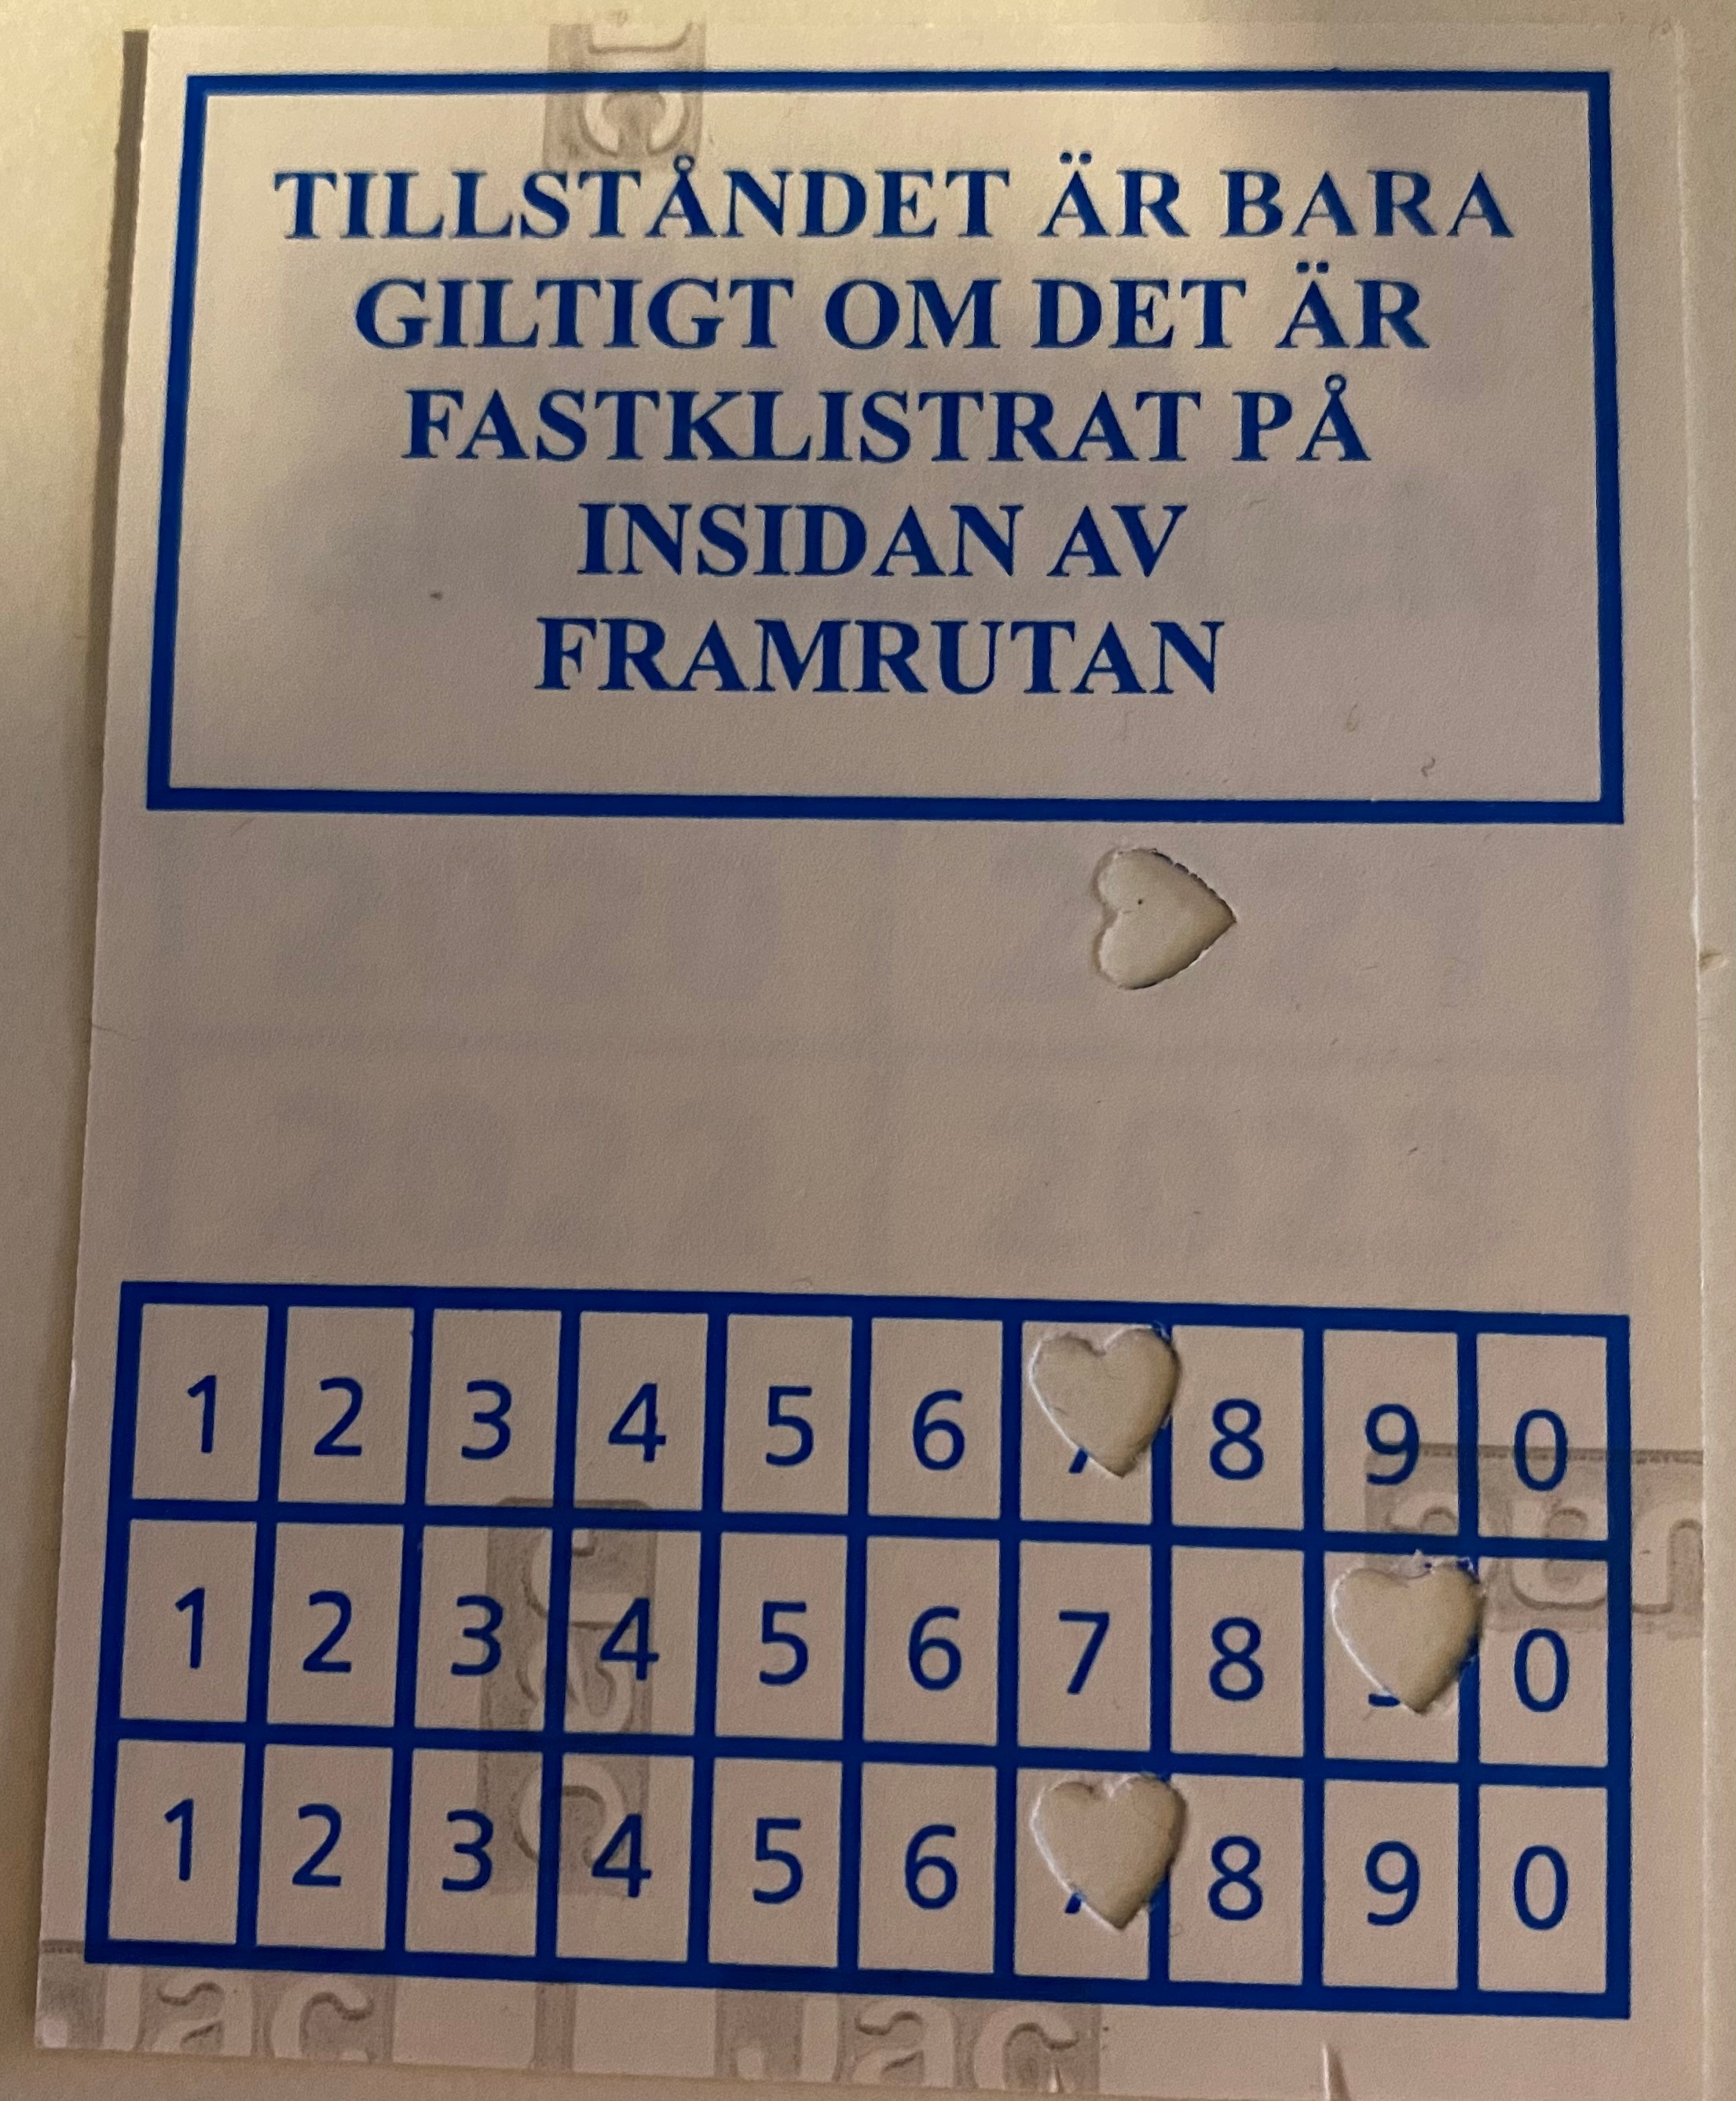 TILLSTÅNDET ÄR BARA
GILTIGT OM DET ÄR
FASTKLISTRAT PÅ
INSIDAN AV
FRAMRUTAN
1 2 3 4 5 6 8 9 0
1 2 3 4 5 6 7 8 0
1 2 3 4 5 6 8 9 0